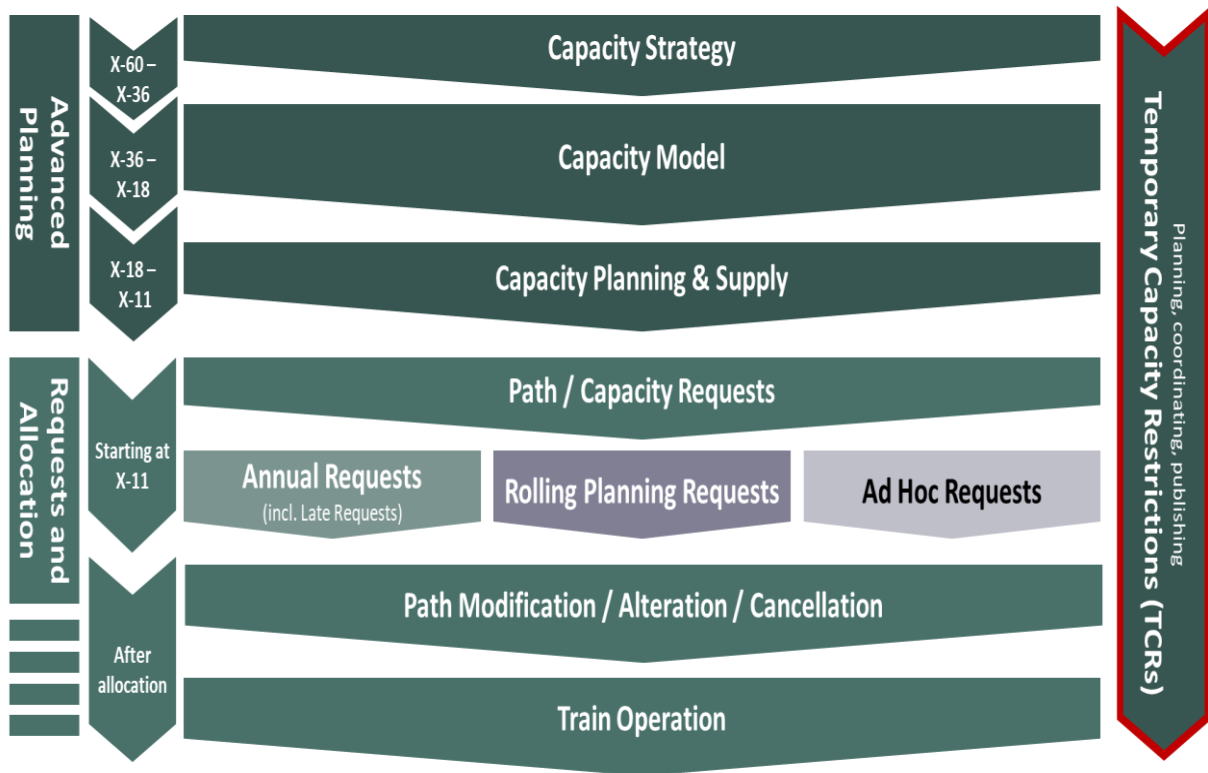 Advanced
Planning
X-60 –
X-36
Capacity Strategy
X-36 –
X-18
Capacity Model
X-18 –
X-11
Capacity Planning & Supply
Requests and
Allocation
Starting at
X-11
Path / Capacity Requests
Annual Requests
(incl. Late Requests)
Rolling Planning Requests
Ad Hoc Requests
After
allocation
Path Modification / Alteration / Cancellation
Train Operation
Planning, coordinating, publishing
Temporary Capacity Restrictions (TCRs)